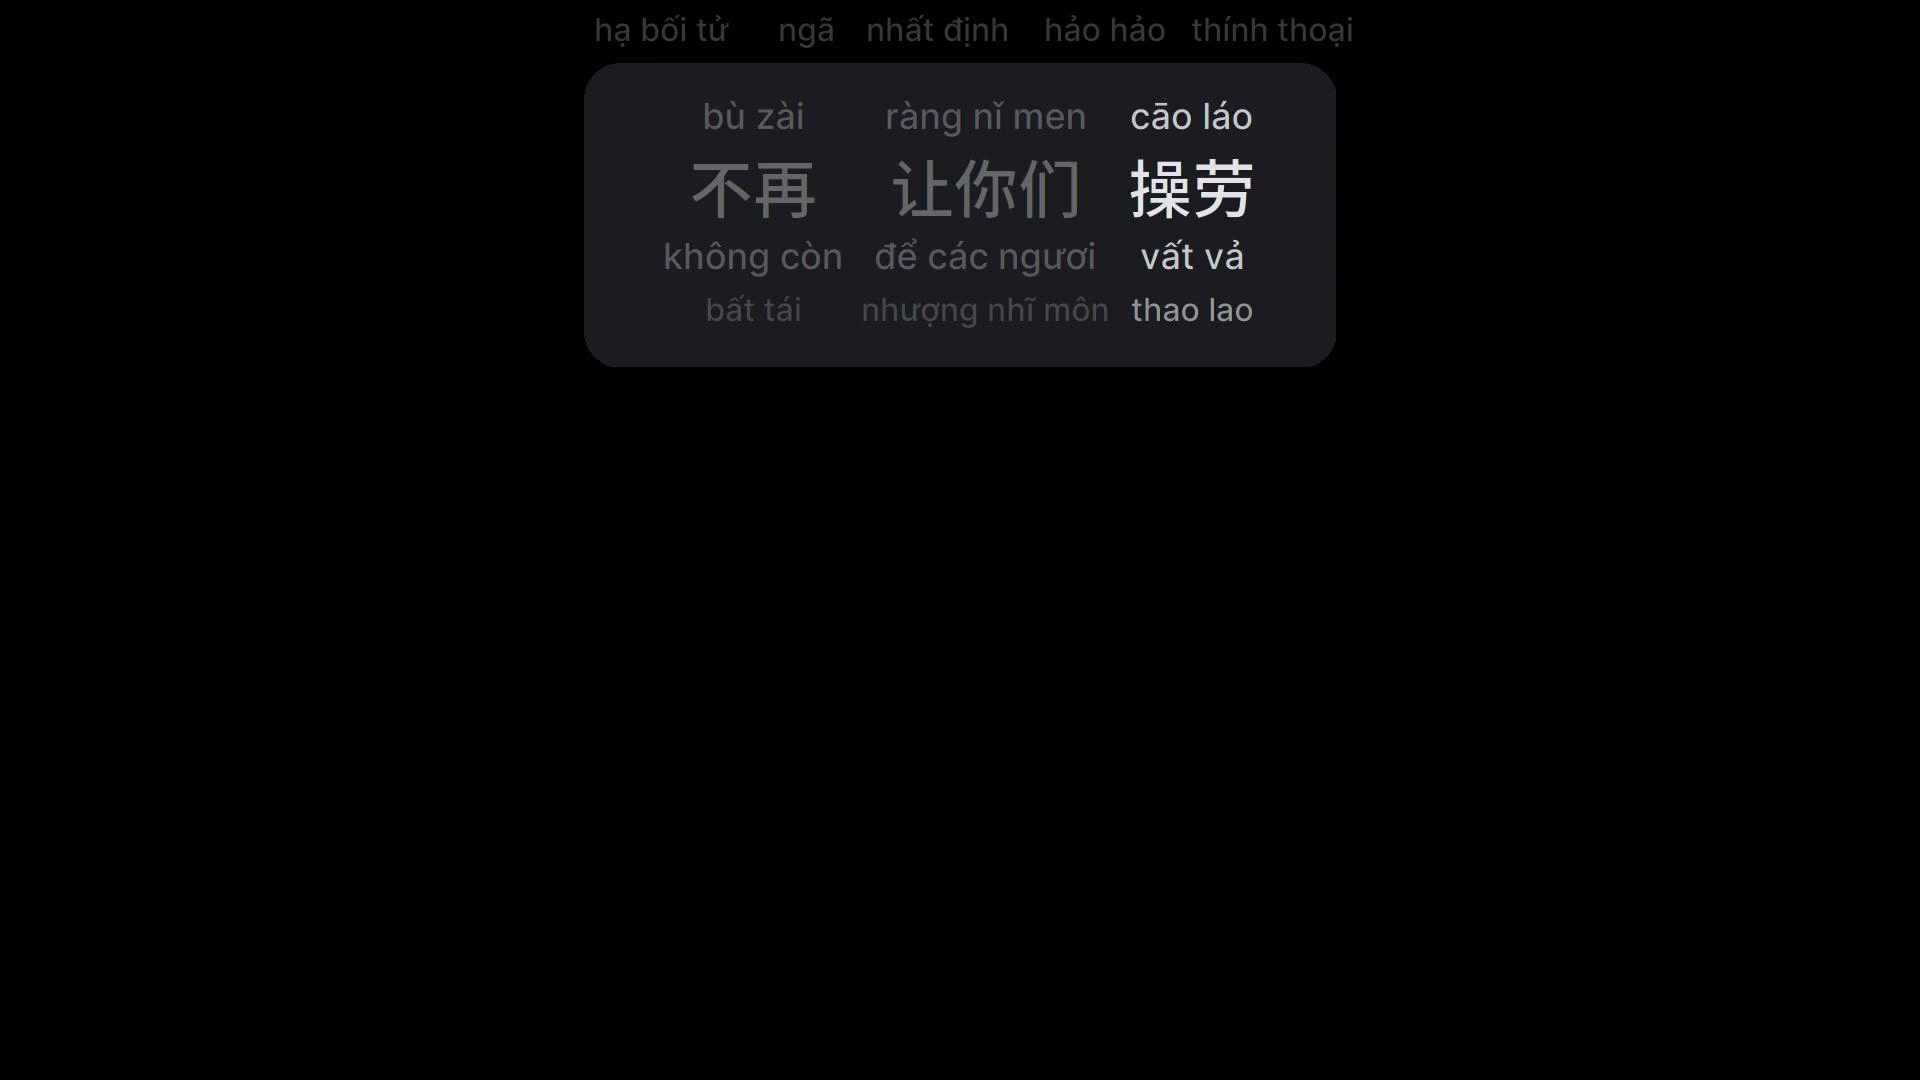 hạ bối tử ngã nhất định hảo hảo thính thoại
bù zài ràng nǐ men cāo láo
不再 让你们 操劳
không còn để các ngươi vất vả
bất tái nhượng nhĩ môn thao lao